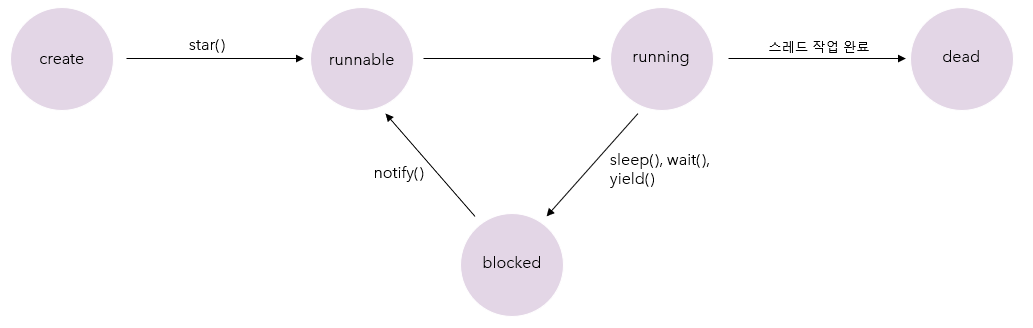 create
star()
runnable
running
스레드 작업 완료
dead
notify()
sleep(), wait(),
yield()
blocked